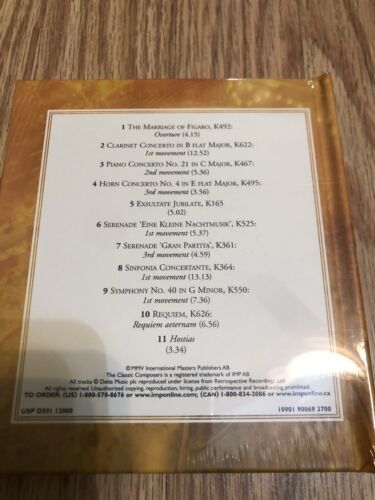 1 The Marriage of Figaro, K492:
Overture (4.15)
2 Clarinet Concerto in B flat Major, K622:
1st movement (12.52)
3 Piano Concerto No. 21 in C Major, K467:
2nd movement (5.36)
4 Horn Concerto No. 4 in E flat Major, K495:
3rd movement (3.56)
5 Exsultate Jubilate, K165
(5.02)
6 Serenade 'Eine Kleine Nachtmusik', K525:
1st movement (5.37)
7 Serenade 'Gran Partita', K361:
3rd movement (4.59)
8 Sinfonia Concertante, K364:
1st movement (13.13)
9 Symphony No. 40 in G Minor, K550:
1st movement (7.36)
10 Requiem, K626:
Requiem aeternam (6.56)
11 Hostias
(3.34)
© MMV International Masters Publishers AB
The Classic Composers is a registered trademark of IMP AB.
All tracks © Delta Music plc reproduced under license from Retrospective Recordings Ltd.
All rights reserved. Unauthorized copying, reproduction, hiring, public performance and broadcasting prohibited.
TO ORDER: (US) 1-800-570-8676 or www.imponline.com; (CAN) 1-800-834-2086 or www.imponline.ca
USP D501 12800
10901 90069 3700